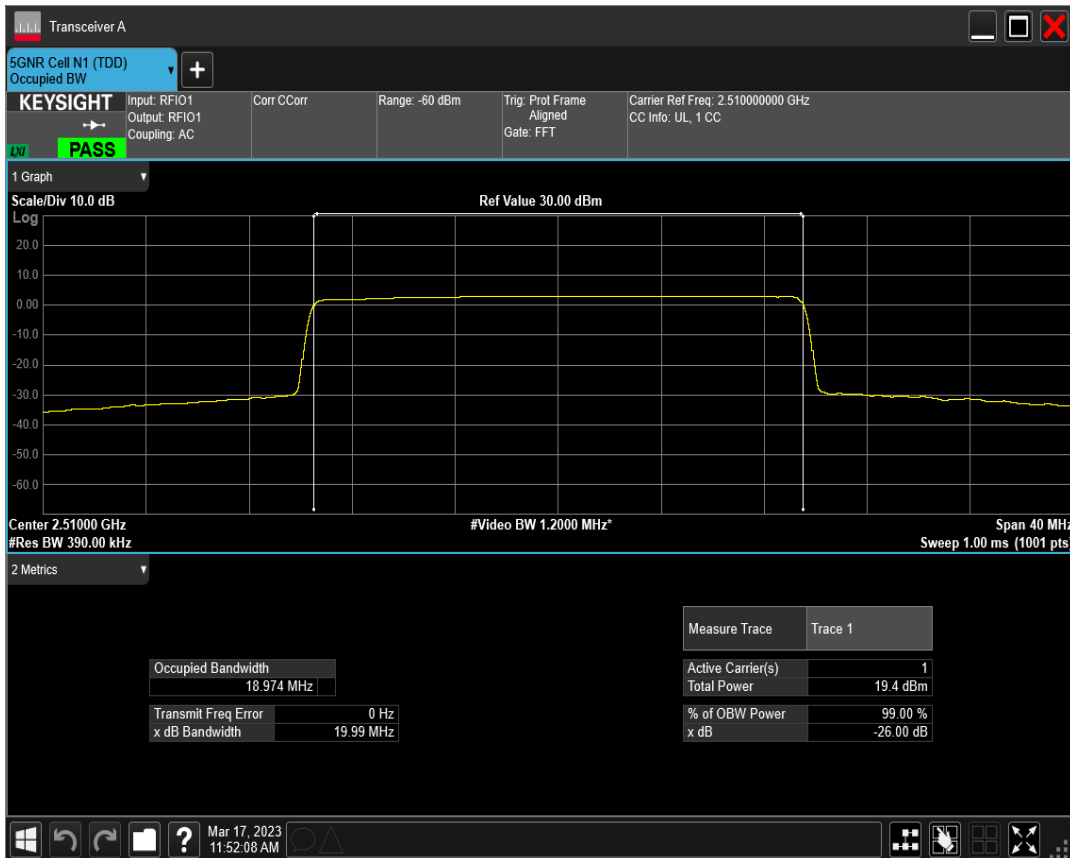 Transceiver A
5GNR Cell N1 (TDD)
Occupied BW
+
KEYSIGHT
LXI
PASS
Input: RFIO1
Output: RFIO1
Coupling: AC
Corr CCorr
Range: -60 dBm
Trig: Prot Frame
Aligned
Gate: FFT
Carrier Ref Freq: 2.510000000 GHz
CC Info: UL, 1 CC
1 Graph
Scale/Div 10.0 dB
Ref Value 30.00 dBm
Log
20.0
10.0
0.00
-10.0
-20.0
-30.0
-40.0
-50.0
-60.0
Center 2.51000 GHz
#Video BW 1.2000 MHz*
Span 40 MHz
#Res BW 390.00 kHz
Sweep 1.00 ms (1001 pts)
2 Metrics
Measure Trace Trace 1
Occupied Bandwidth
18.974 MHz
Active Carrier(s) 1
Total Power 19.4 dBm
Transmit Freq Error 0 Hz
x dB Bandwidth 19.99 MHz
% of OBW Power 99.00 %
x dB -26.00 dB
?
Mar 17, 2023
11:52:08 AM